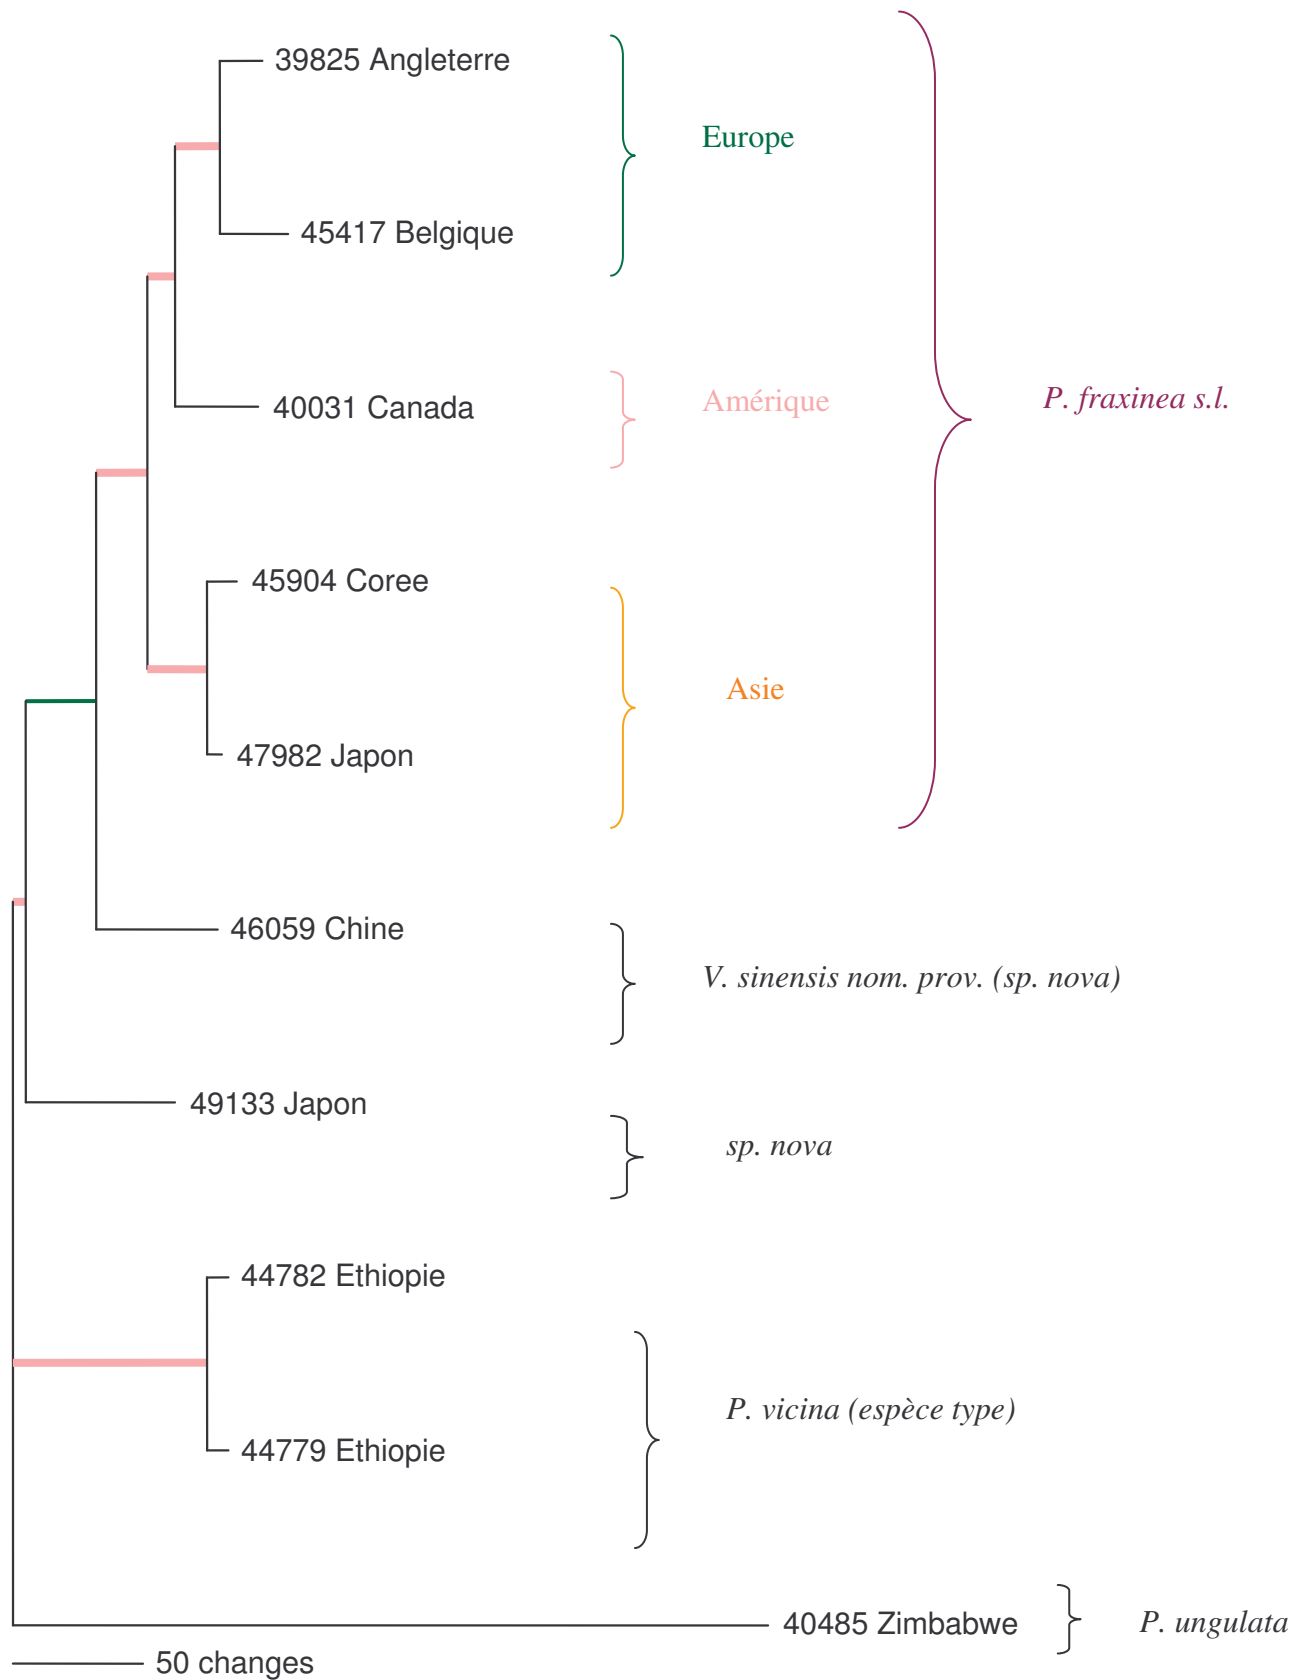 39825 Angleterre
Europe
45417 Belgique
40031 Canada
Amérique
P. fraxinea s.l.
45904 Coree
Asie
47982 Japon
46059 Chine
V. sinensis nom. prov. (sp. nova)
49133 Japon
sp. nova
44782 Ethiopie
P. vicina (espèce type)
44779 Ethiopie
40485 Zimbabwe
P. ungulata
50 changes